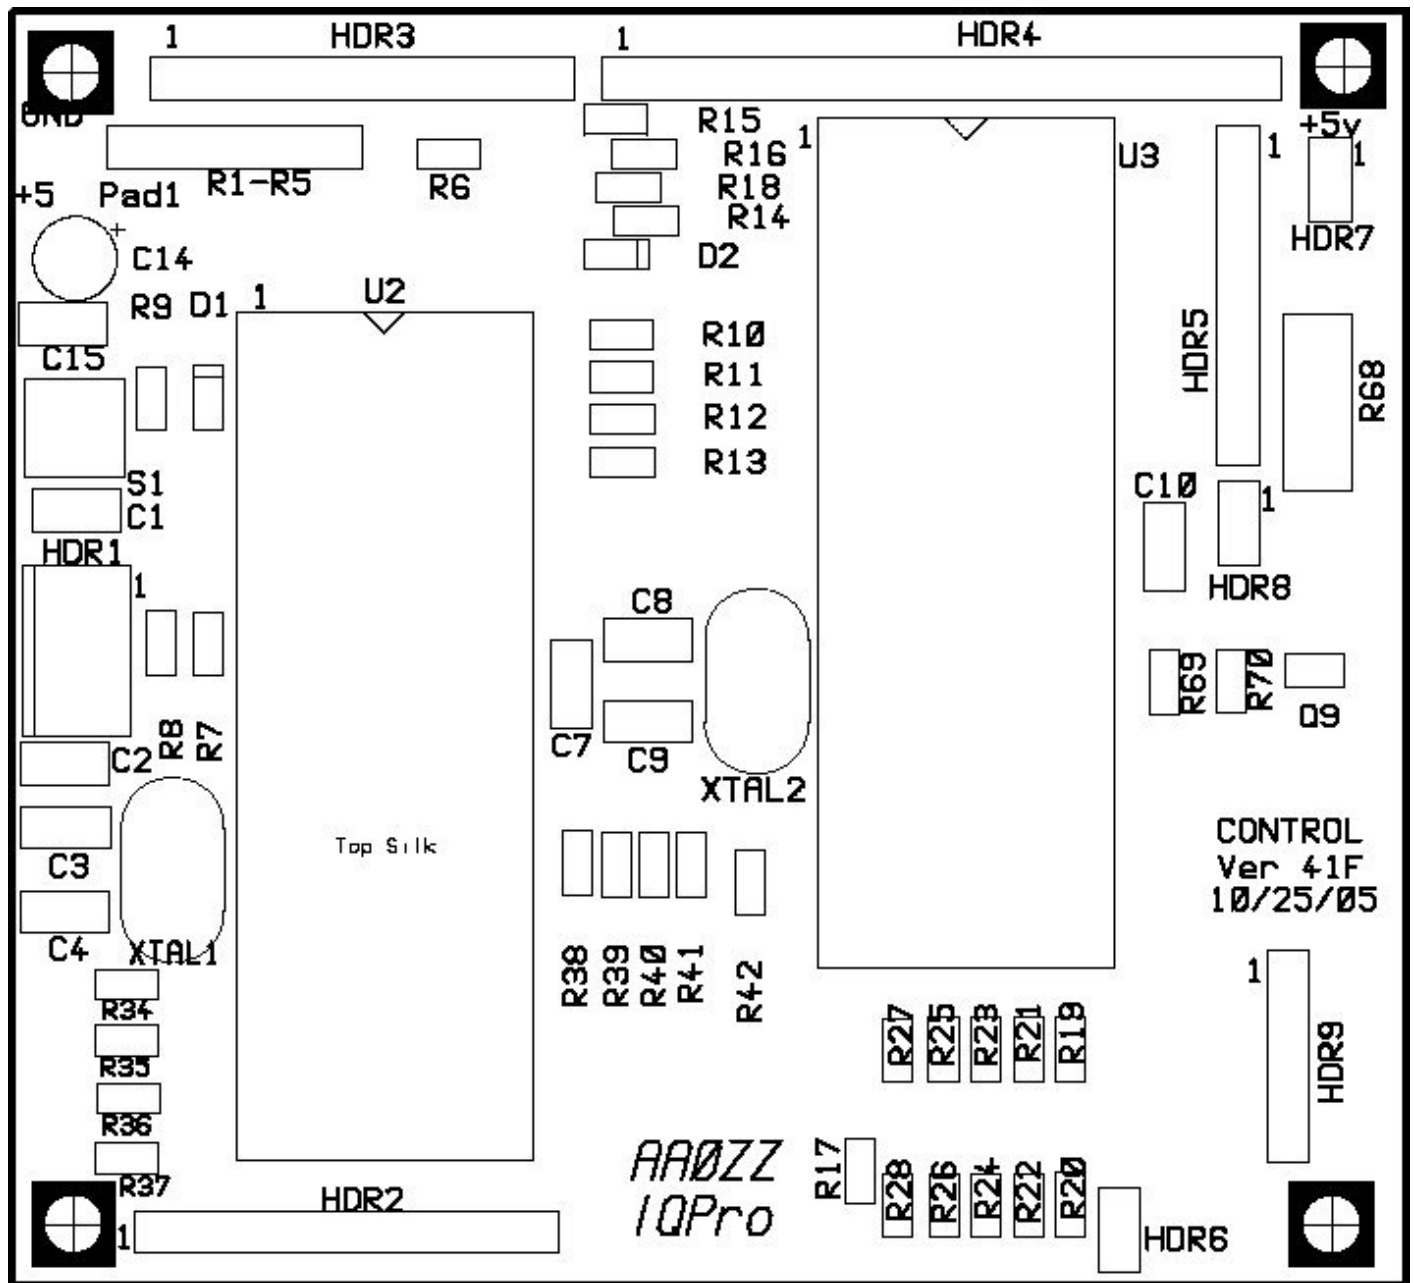 1
HDR3
1
HDR4
GND
+5v
R15
1
U3
1
1
R16
R1-R5
R6
R18
+5
Pad1
R14
HDR7
C14
D2
R9
D1
1
U2
R10
HDR5
C15
R11
R68
R12
R13
S1
C10
C1
1
HDR1
1
HDR8
C8
R69
R70
Q9
R8
R7
C7
C2
C9
XTAL2
CONTROL
Top Silk
Ver 41F
C3
10/25/05
C4
XTAL1
R38
R39
R40
R41
R42
1
R34
R27
R25
R23
R21
R19
R35
HDR9
R36
AAØZZ
R17
R37
R28
R26
R24
R22
R20
HDR2
IQPro
1
HDR6